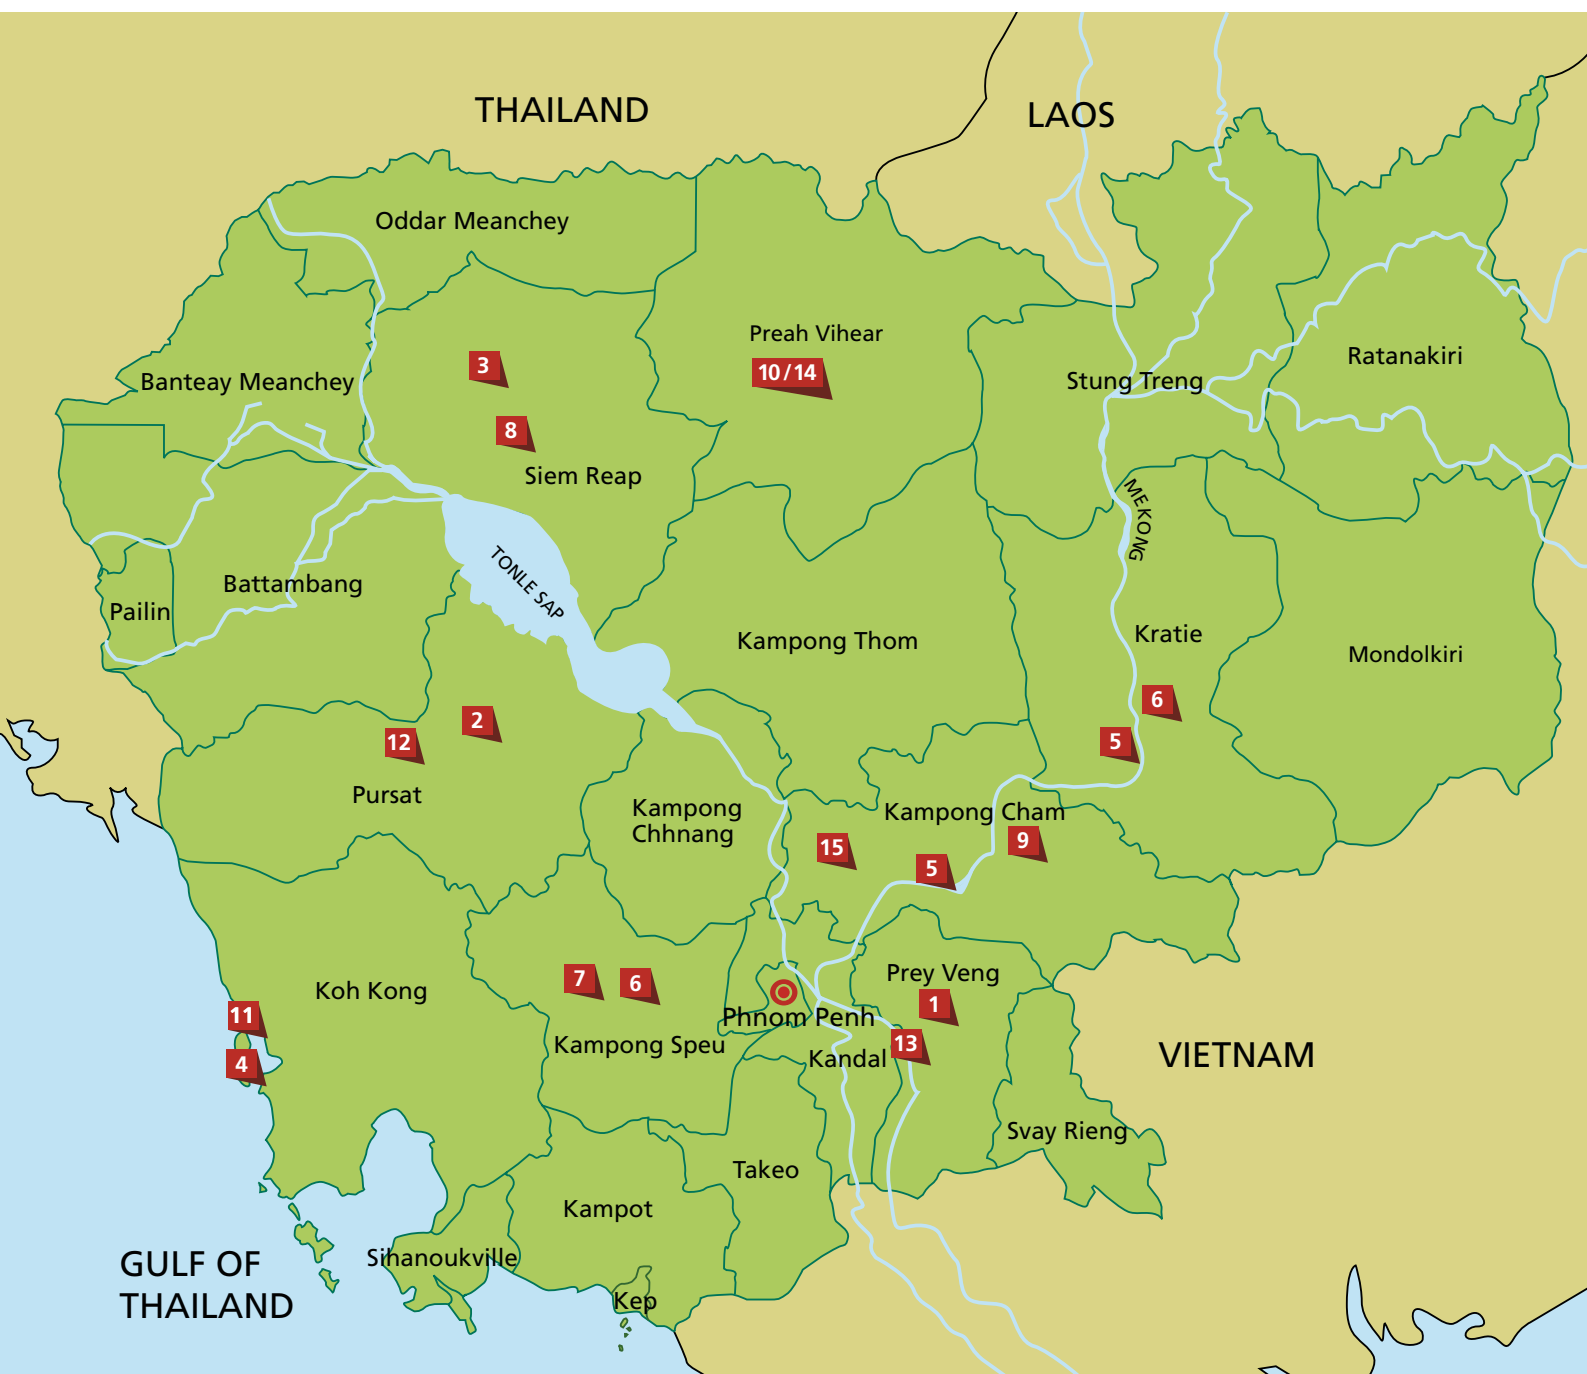 THAILAND
LAOS
Oddar Meanchey
Preah Vihear
10/14
3
Banteay Meanchey
Stung Treng
Ratanakiri
8
Siem Reap
MEKONG
TONLE SAP
Battambang
Pailin
Kampong Thom
Kratie
Mondolkiri
6
2
12
5
Pursat
Kampong
Chhnang
Kampong Cham
15
9
5
Koh Kong
7
6
Prey Veng
1
11
Phnom Penh
13
Kampong Speu
Kandal
4
VIETNAM
Svay Rieng
Takeo
Kampot
Sihanoukville
GULF OF
THAILAND
Kep